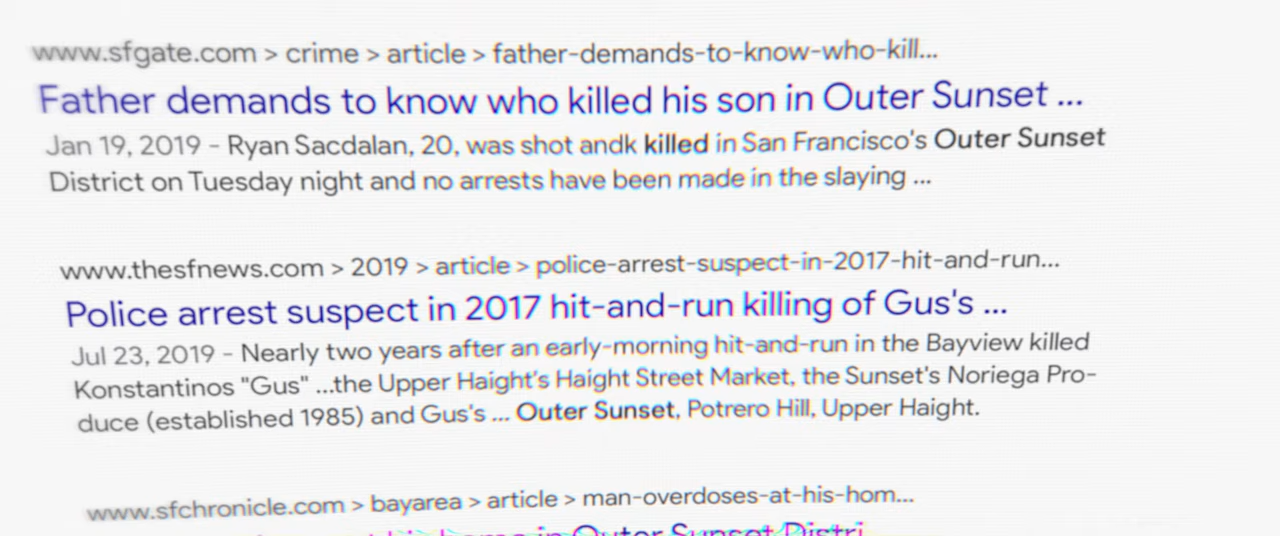 www.sfgate.com > crime > article > father-demands-to-know-who-kill...
Father demands to know who killed his son in Outer Sunset ...
Jan 19, 2019 - Ryan Sacdalan, 20, was shot andk killed in San Francisco's Outer Sunset
District on Tuesday night and no arrests have been made in the slaying ...
www.thesfnews.com > 2019 > article > police-arrest-suspect-in-2017-hit-and-run...
Police arrest suspect in 2017 hit-and-run killing of Gus's ...
Jul 23, 2019 - Nearly two years after an early-morning hit-and-run in the Bayview killed
Konstantinos "Gus" ...the Upper Haight's Haight Street Market, the Sunset's Noriega Pro-
duce (established 1985) and Gus's ... Outer Sunset, Potrero Hill, Upper Haight.
www.sfchronicle.com > bayarea > article > man-overdoses-at-his-hom...
his home in Outer Sunset Distri